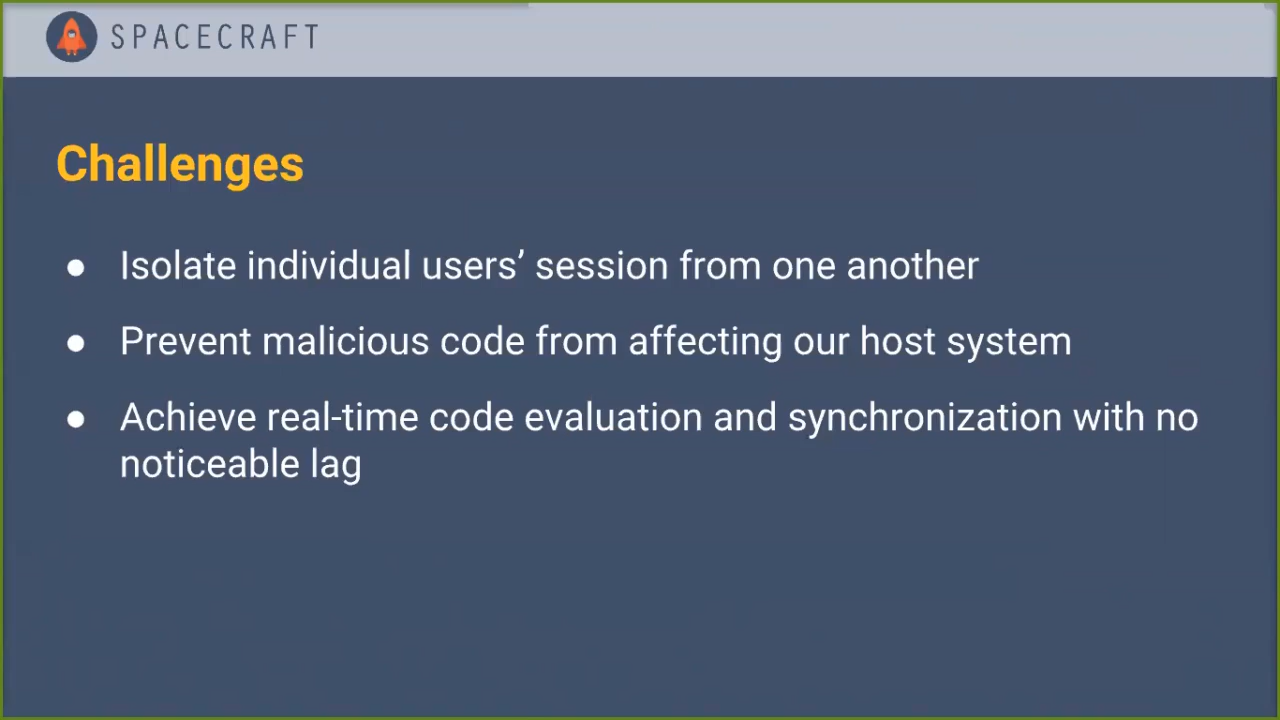 SPACECRAFT
Challenges
● Isolate individual users’ session from one another
● Prevent malicious code from affecting our host system
● Achieve real-time code evaluation and synchronization with no
noticeable lag